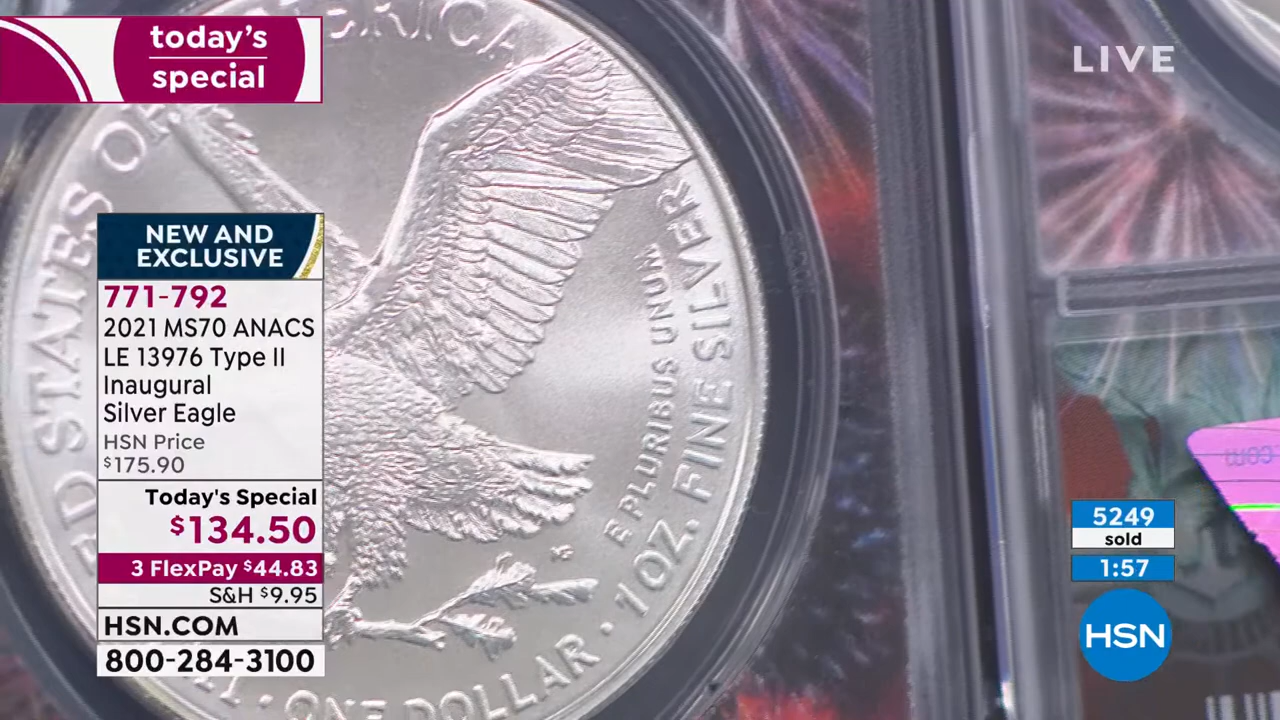 today's
special
LIVE
NEW AND
EXCLUSIVE
771-792
2021 MS70 ANACS
LE 13976 Type II
Inaugural
Silver Eagle
HSN Price
$175.90
Today's Special
$134.50
3 FlexPay $44.83
S&H $9.95
HSN.COM
800-284-3100
STATES OF
E PLURIBUS UNUM
1 OZ. FINE SILVER
ONE DOLLAR
5249
sold
1:57
HSN